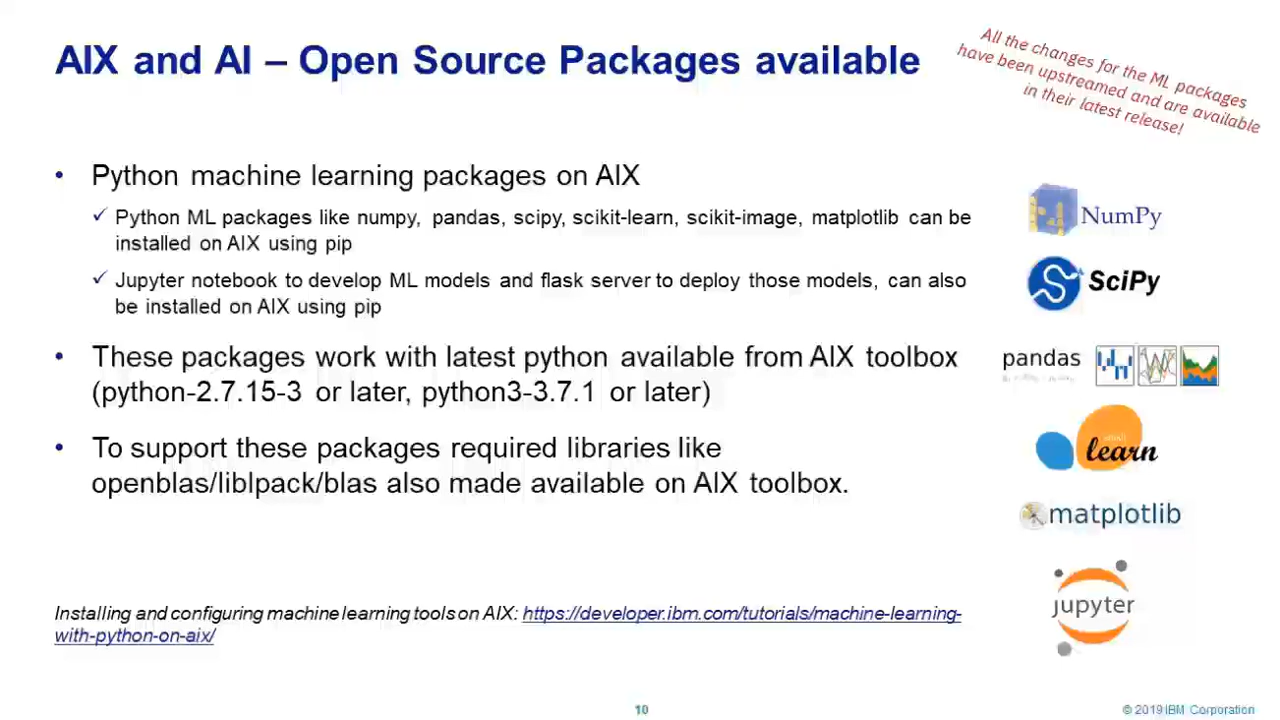 AIX and AI – Open Source Packages available
All the changes for the ML packages
have been upstreamed and are available
in their latest release!
• Python machine learning packages on AIX
✓ Python ML packages like numpy, pandas, scipy, scikit-learn, scikit-image, matplotlib can be
installed on AIX using pip
✓ Jupyter notebook to develop ML models and flask server to deploy those models, can also
be installed on AIX using pip
• These packages work with latest python available from AIX toolbox
(python-2.7.15-3 or later, python3-3.7.1 or later)
• To support these packages required libraries like
openblas/liblpack/blas also made available on AIX toolbox.
NumPy
SciPy
pandas
learn
matplotlib
jupyter
Installing and configuring machine learning tools on AIX: https://developer.ibm.com/tutorials/machine-learning-
with-python-on-aix/
10
© 2019 IBM Corporation